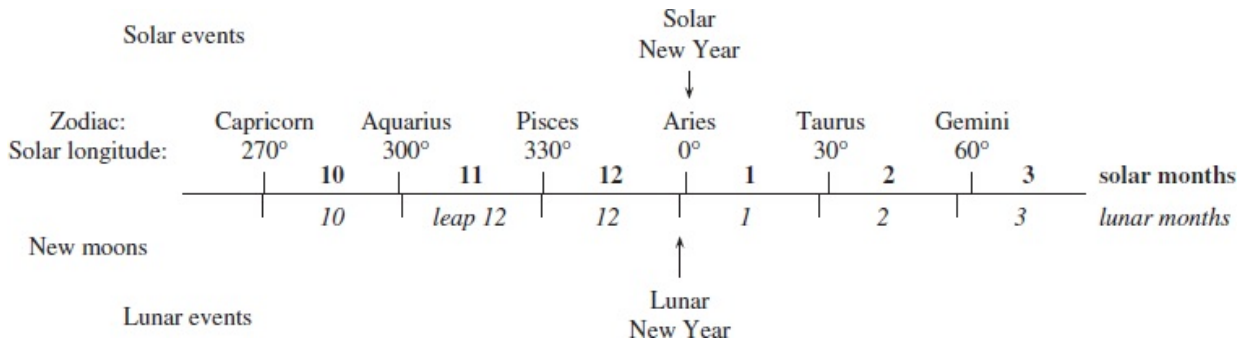 Solar events
Solar
New Year
Zodiac: Capricorn Aquarius Pisces Aries Taurus Gemini
Solar longitude: 270° 300° 330° 0° 30° 60°
10 11 12 1 2 3 solar months
10 leap 12 12 1 2 3 lunar months
New moons
Lunar events
Lunar
New Year